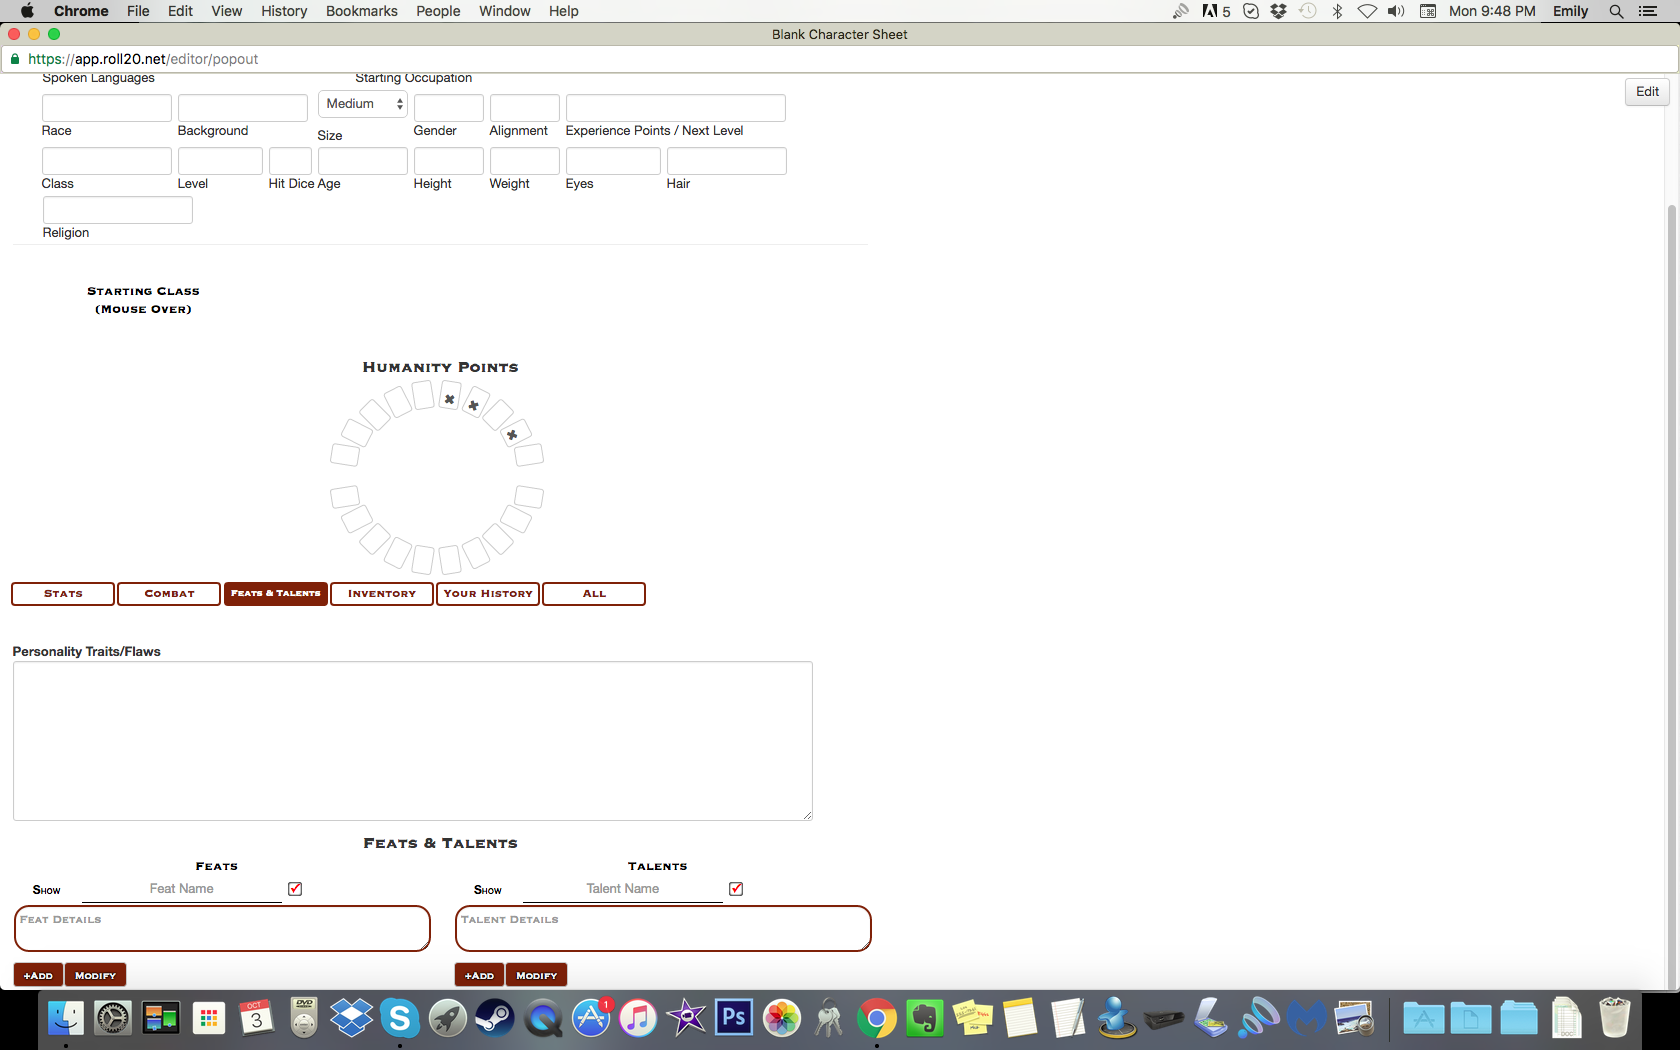 Chrome File Edit View History Bookmarks People Window Help 5 Mon 9:48 PM Emily
Blank Character Sheet
https://app.roll20.net/editor/popout
Edit
Spoken Languages Starting Occupation
Medium
Race Background Size Gender Alignment Experience Points / Next Level
Class Level Hit Dice Age Height Weight Eyes Hair
Religion
Starting Class
(Mouse Over)
Humanity Points
Stats Combat Feats & Talents Inventory Your History All
Personality Traits/Flaws
Feats & Talents
Feats Talents
Show Feat Name Show Talent Name
Feat Details Talent Details
+Add Modify +Add Modify
OCT
3
DVD
1
Ps
DOC